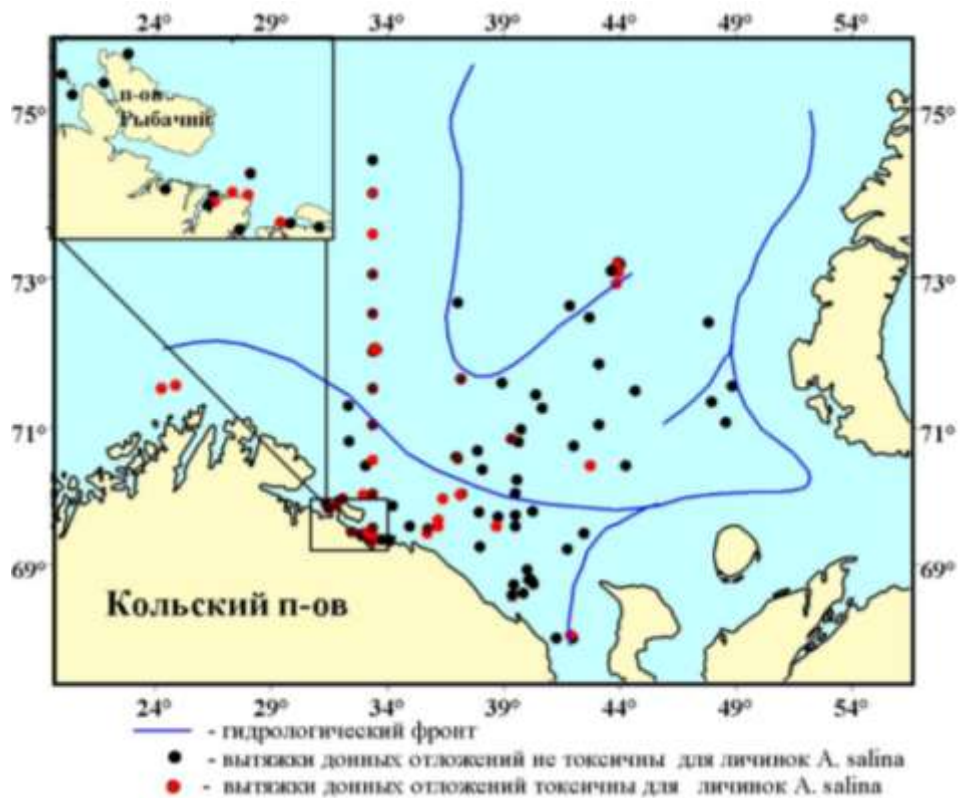 24° 29° 34° 39° 44° 49° 54°
п-ов
Рыбачий
75° 75°
73° 73°
71° 71°
69° 69°
Кольский п-ов
24° 29° 34° 39° 44° 49° 54°
- гидрологический фронт
- вытяжки донных отложений не токсичны для личинок A. salina
- вытяжки донных отложений токсичны для личинок A. salina